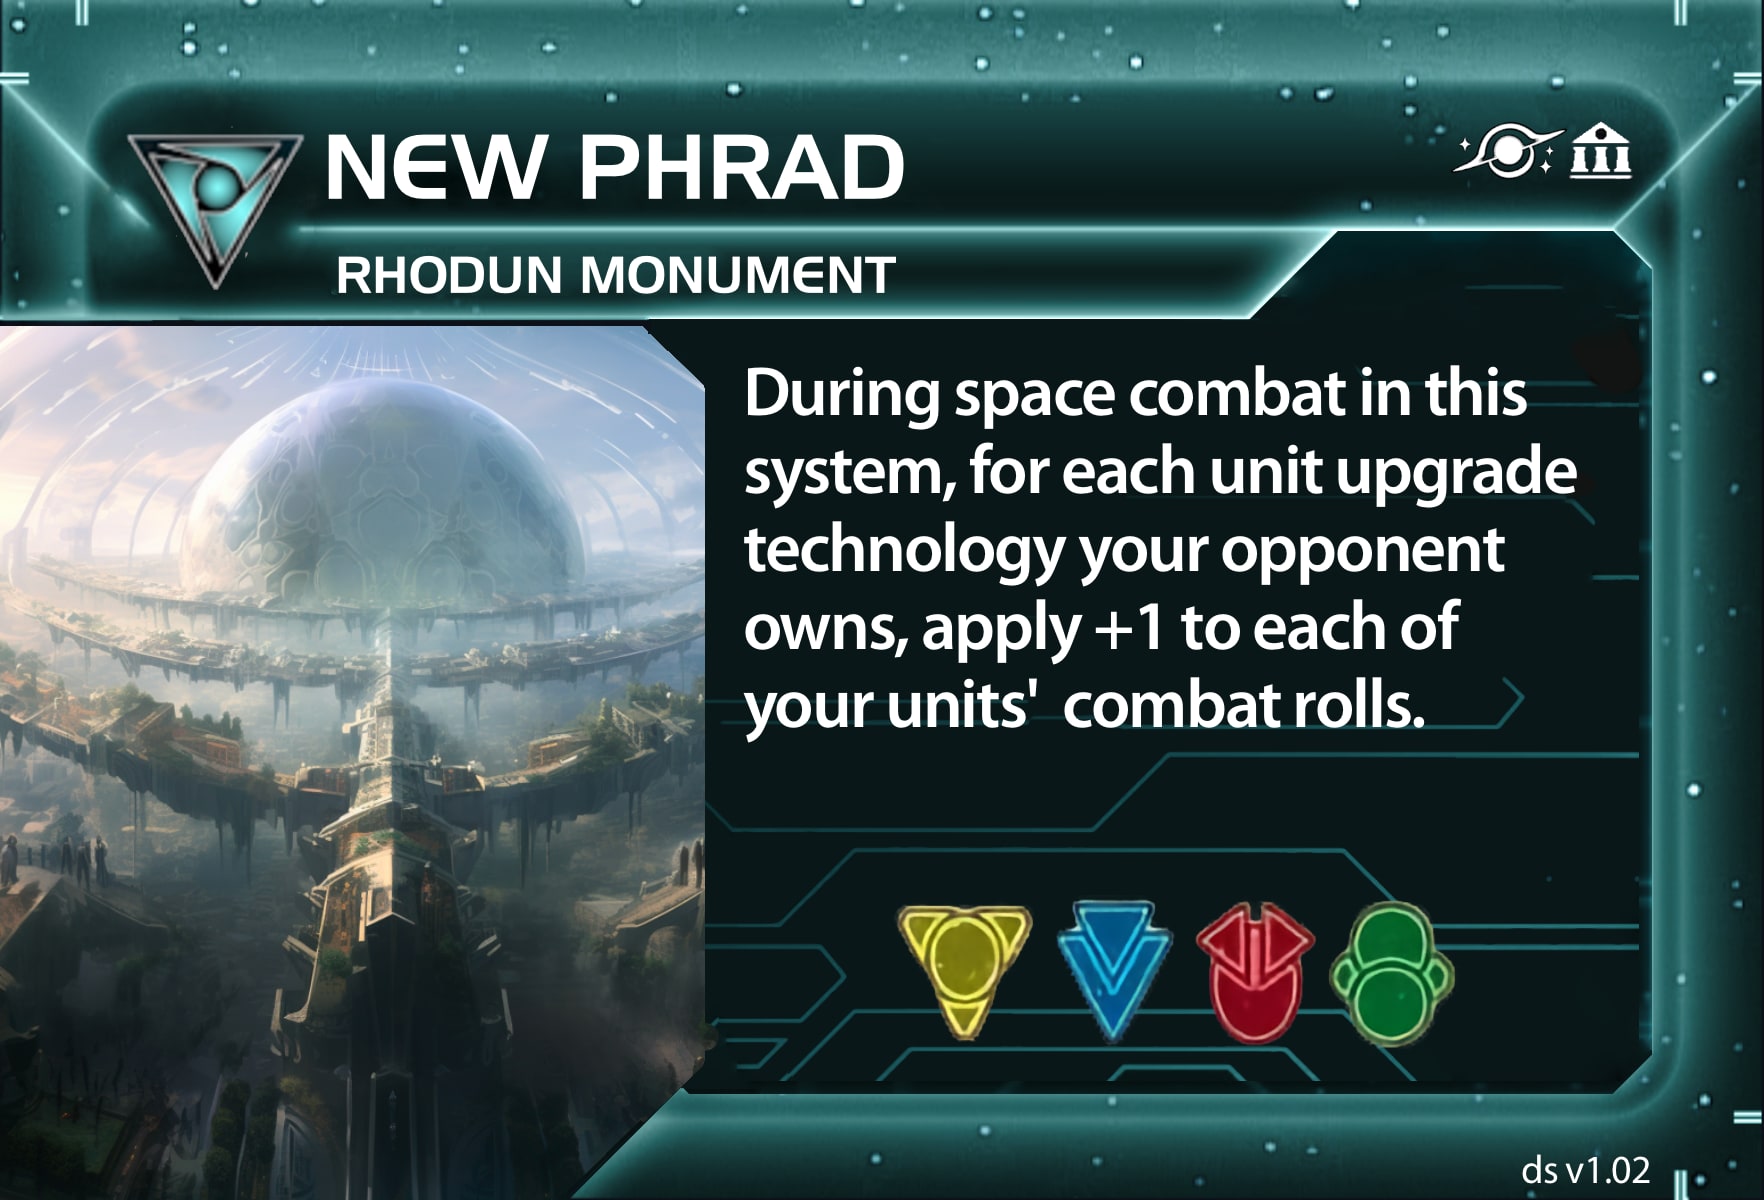 NEW PHRAD
RHODUN MONUMENT
During space combat in this
system, for each unit upgrade
technology your opponent
owns, apply +1 to each of
your units'  combat rolls.
ds v1.02